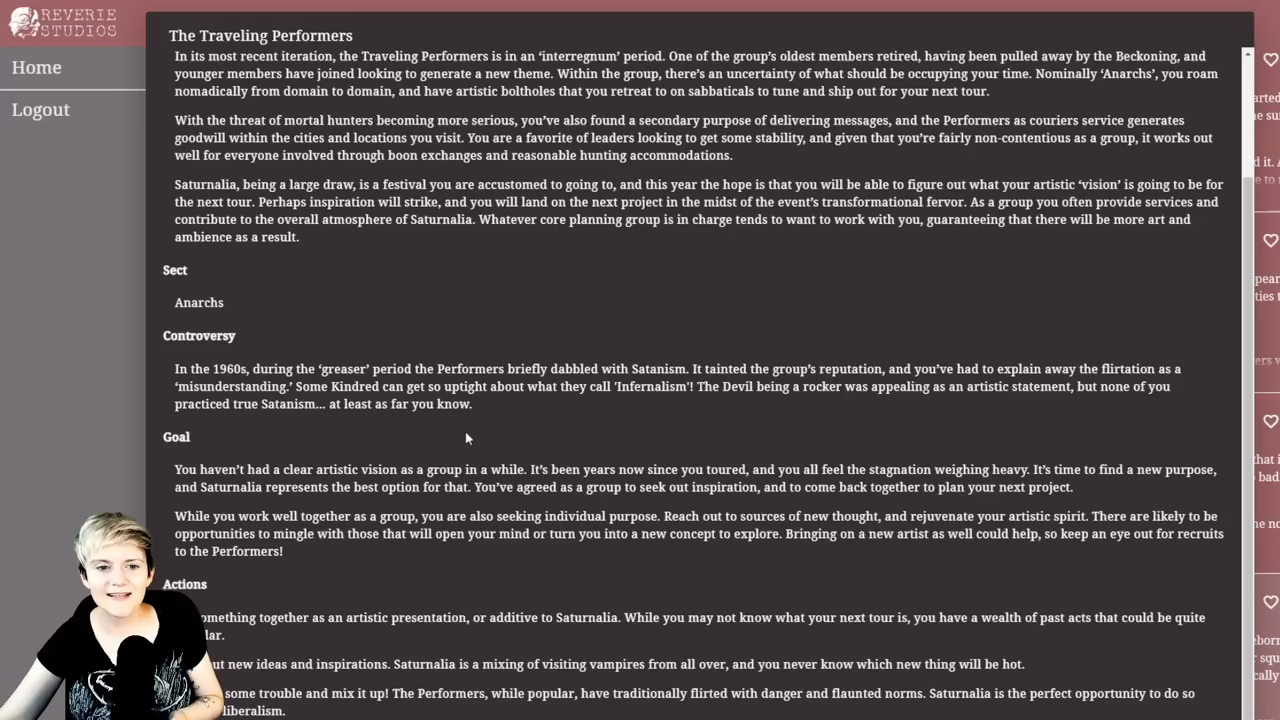 REVERIE
STUDIOS
Home
Logout
The Traveling Performers
In its most recent iteration, the Traveling Performers is in an ‘interregnum’ period. One of the group’s oldest members retired, having been pulled away by the Beckoning, and
younger members have joined looking to generate a new theme. Within the group, there’s an uncertainty of what should be occupying your time. Nominally ‘Anarchs’, you roam
nomadically from domain to domain, and have artistic boltholes that you retreat to on sabbaticals to tune and ship out for your next tour.
With the threat of mortal hunters becoming more serious, you’ve also found a secondary purpose of delivering messages, and the Performers as couriers service generates
goodwill within the cities and locations you visit. You are a favorite of leaders looking to get some stability, and given that you’re fairly non-contentious as a group, it works out
well for everyone involved through boon exchanges and reasonable hunting accommodations.
Saturnalia, being a large draw, is a festival you are accustomed to going to, and this year the hope is that you will be able to figure out what your artistic ‘vision’ is going to be for
the next tour. Perhaps inspiration will strike, and you will land on the next project in the midst of the event’s transformational fervor. As a group you often provide services and
contribute to the overall atmosphere of Saturnalia. Whatever core planning group is in charge tends to want to work with you, guaranteeing that there will be more art and
ambience as a result.
Sect
Anarchs
Controversy
In the 1960s, during the ‘greaser’ period the Performers briefly dabbled with Satanism. It tainted the group’s reputation, and you’ve had to explain away the flirtation as a
‘misunderstanding.’ Some Kindred can get so uptight about what they call 'Infernalism'! The Devil being a rocker was appealing as an artistic statement, but none of you
practiced true Satanism... at least as far you know.
Goal
You haven’t had a clear artistic vision as a group in a while. It’s been years now since you toured, and you all feel the stagnation weighing heavy. It’s time to find a new purpose,
and Saturnalia represents the best option for that. You’ve agreed as a group to seek out inspiration, and to come back together to plan your next project.
While you work well together as a group, you are also seeking individual purpose. Reach out to sources of new thought, and rejuvenate your artistic spirit. There are likely to be
opportunities to mingle with those that will open your mind or turn you into a new concept to explore. Bringing on a new artist as well could help, so keep an eye out for recruits
to the Performers!
Actions
omething together as an artistic presentation, or additive to Saturnalia. While you may not know what your next tour is, you have a wealth of past acts that could be quite
lar.
ut new ideas and inspirations. Saturnalia is a mixing of visiting vampires from all over, and you never know which new thing will be hot.
some trouble and mix it up! The Performers, while popular, have traditionally flirted with danger and flaunted norms. Saturnalia is the perfect opportunity to do so
liberalism.